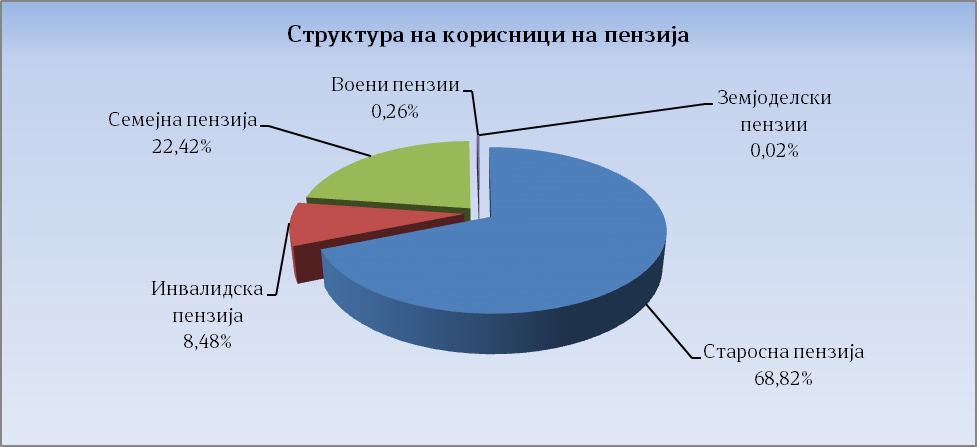 Структура на корисници на пензија
Воени пензии
0,26%
Земјоделски
пензии
0,02%
Семејна пензија
22,42%
Инвалидска
пензија
8,48%
Старосна пензија
68,82%